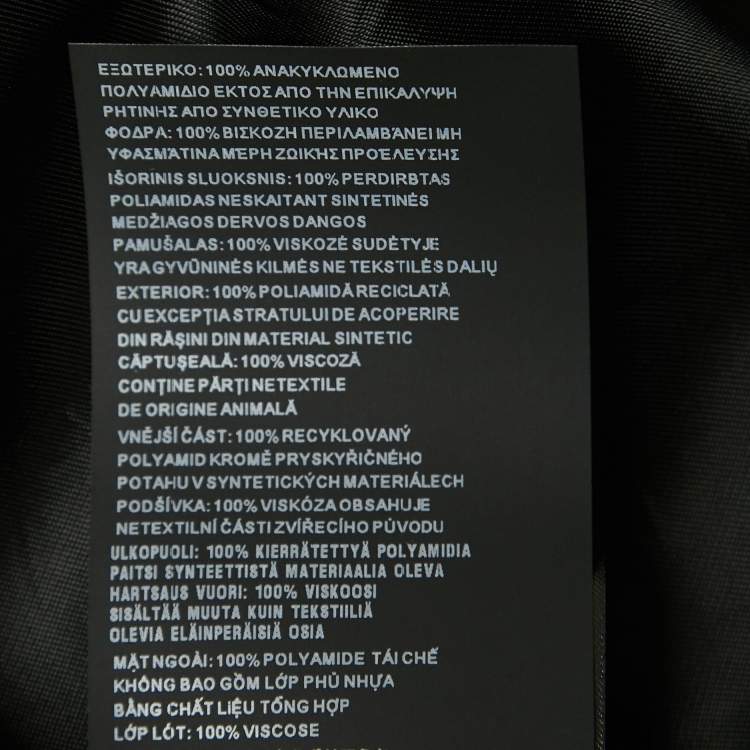 ΕΞΩΤΕΡΙΚΟ: 100% ΑΝΑΚΥΚΛΩΜΕΝΟ
ΠΟΛΥΑΜΙΔΙΟ ΕΚΤΟΣ ΑΠΟ ΤΗΝ ΕΠΙΚΑΛΥΨΗ
ΡΗΤΙΝΗΣ ΑΠΟ ΣΥΝΘΕΤΙΚΟ ΥΛΙΚΟ
ΦΟΔΡΑ: 100% ΒΙΣΚΟΖΗ ΠΕΡΙΛΑΜΒΆΝΕΙ ΜΗ
ΥΦΑΣΜΆΤΙΝΑ ΜΈΡΗ ΖΩΙΚΉΣ ΠΡΟΈΛΕΥΣΗΣ
IŠORINIS SLUOKSNIS: 100% PERDIRBTAS
POLIAMIDAS NESKAITANT SINTETINĖS
MEDŽIAGOS DERVOS DANGOS
PAMUŠALAS: 100% VISKOZĖ SUDĖTYJE
YRA GYVŪNINĖS KILMĖS NE TEKSTILĖS DALIŲ
EXTERIOR: 100% POLIAMIDĂ RECICLATĂ
CU EXCEPȚIA STRATULUI DE ACOPERIRE
DIN RĂȘINI DIN MATERIAL SINTETIC
CĂPTUȘEALĂ: 100% VISCOZĂ
CONȚINE PĂRȚI NETEXTILE
DE ORIGINE ANIMALĂ
VNĚJŠÍ ČÁST: 100% RECYKLOVANÝ
POLYAMID KROMĚ PRYSKYŘIČNÉHO
POTAHU V SYNTETICKÝCH MATERIÁLECH
PODŠÍVKA: 100% VISKÓZA OBSAHUJE
NETEXTILNÍ ČÁSTI ZVÍŘECÍHO PŮVODU
ULKOPUOLI: 100% KIERRÄTETTYÄ POLYAMIDIA
PAITSI SYNTEETTISTÄ MATERIAALIA OLEVA
HARTSAUS VUORI: 100% VISKOOSI
SISÄLTÄÄ MUUTA KUIN TEKSTIILIÄ
OLEVIA ELÄINPERÄISIÄ OSIA
MẶT NGOÀI: 100% POLYAMIDE TÁI CHẾ
KHÔNG BAO GỒM LỚP PHỦ NHỰA
BẰNG CHẤT LIỆU TỔNG HỢP
LỚP LÓT: 100% VISCOSE